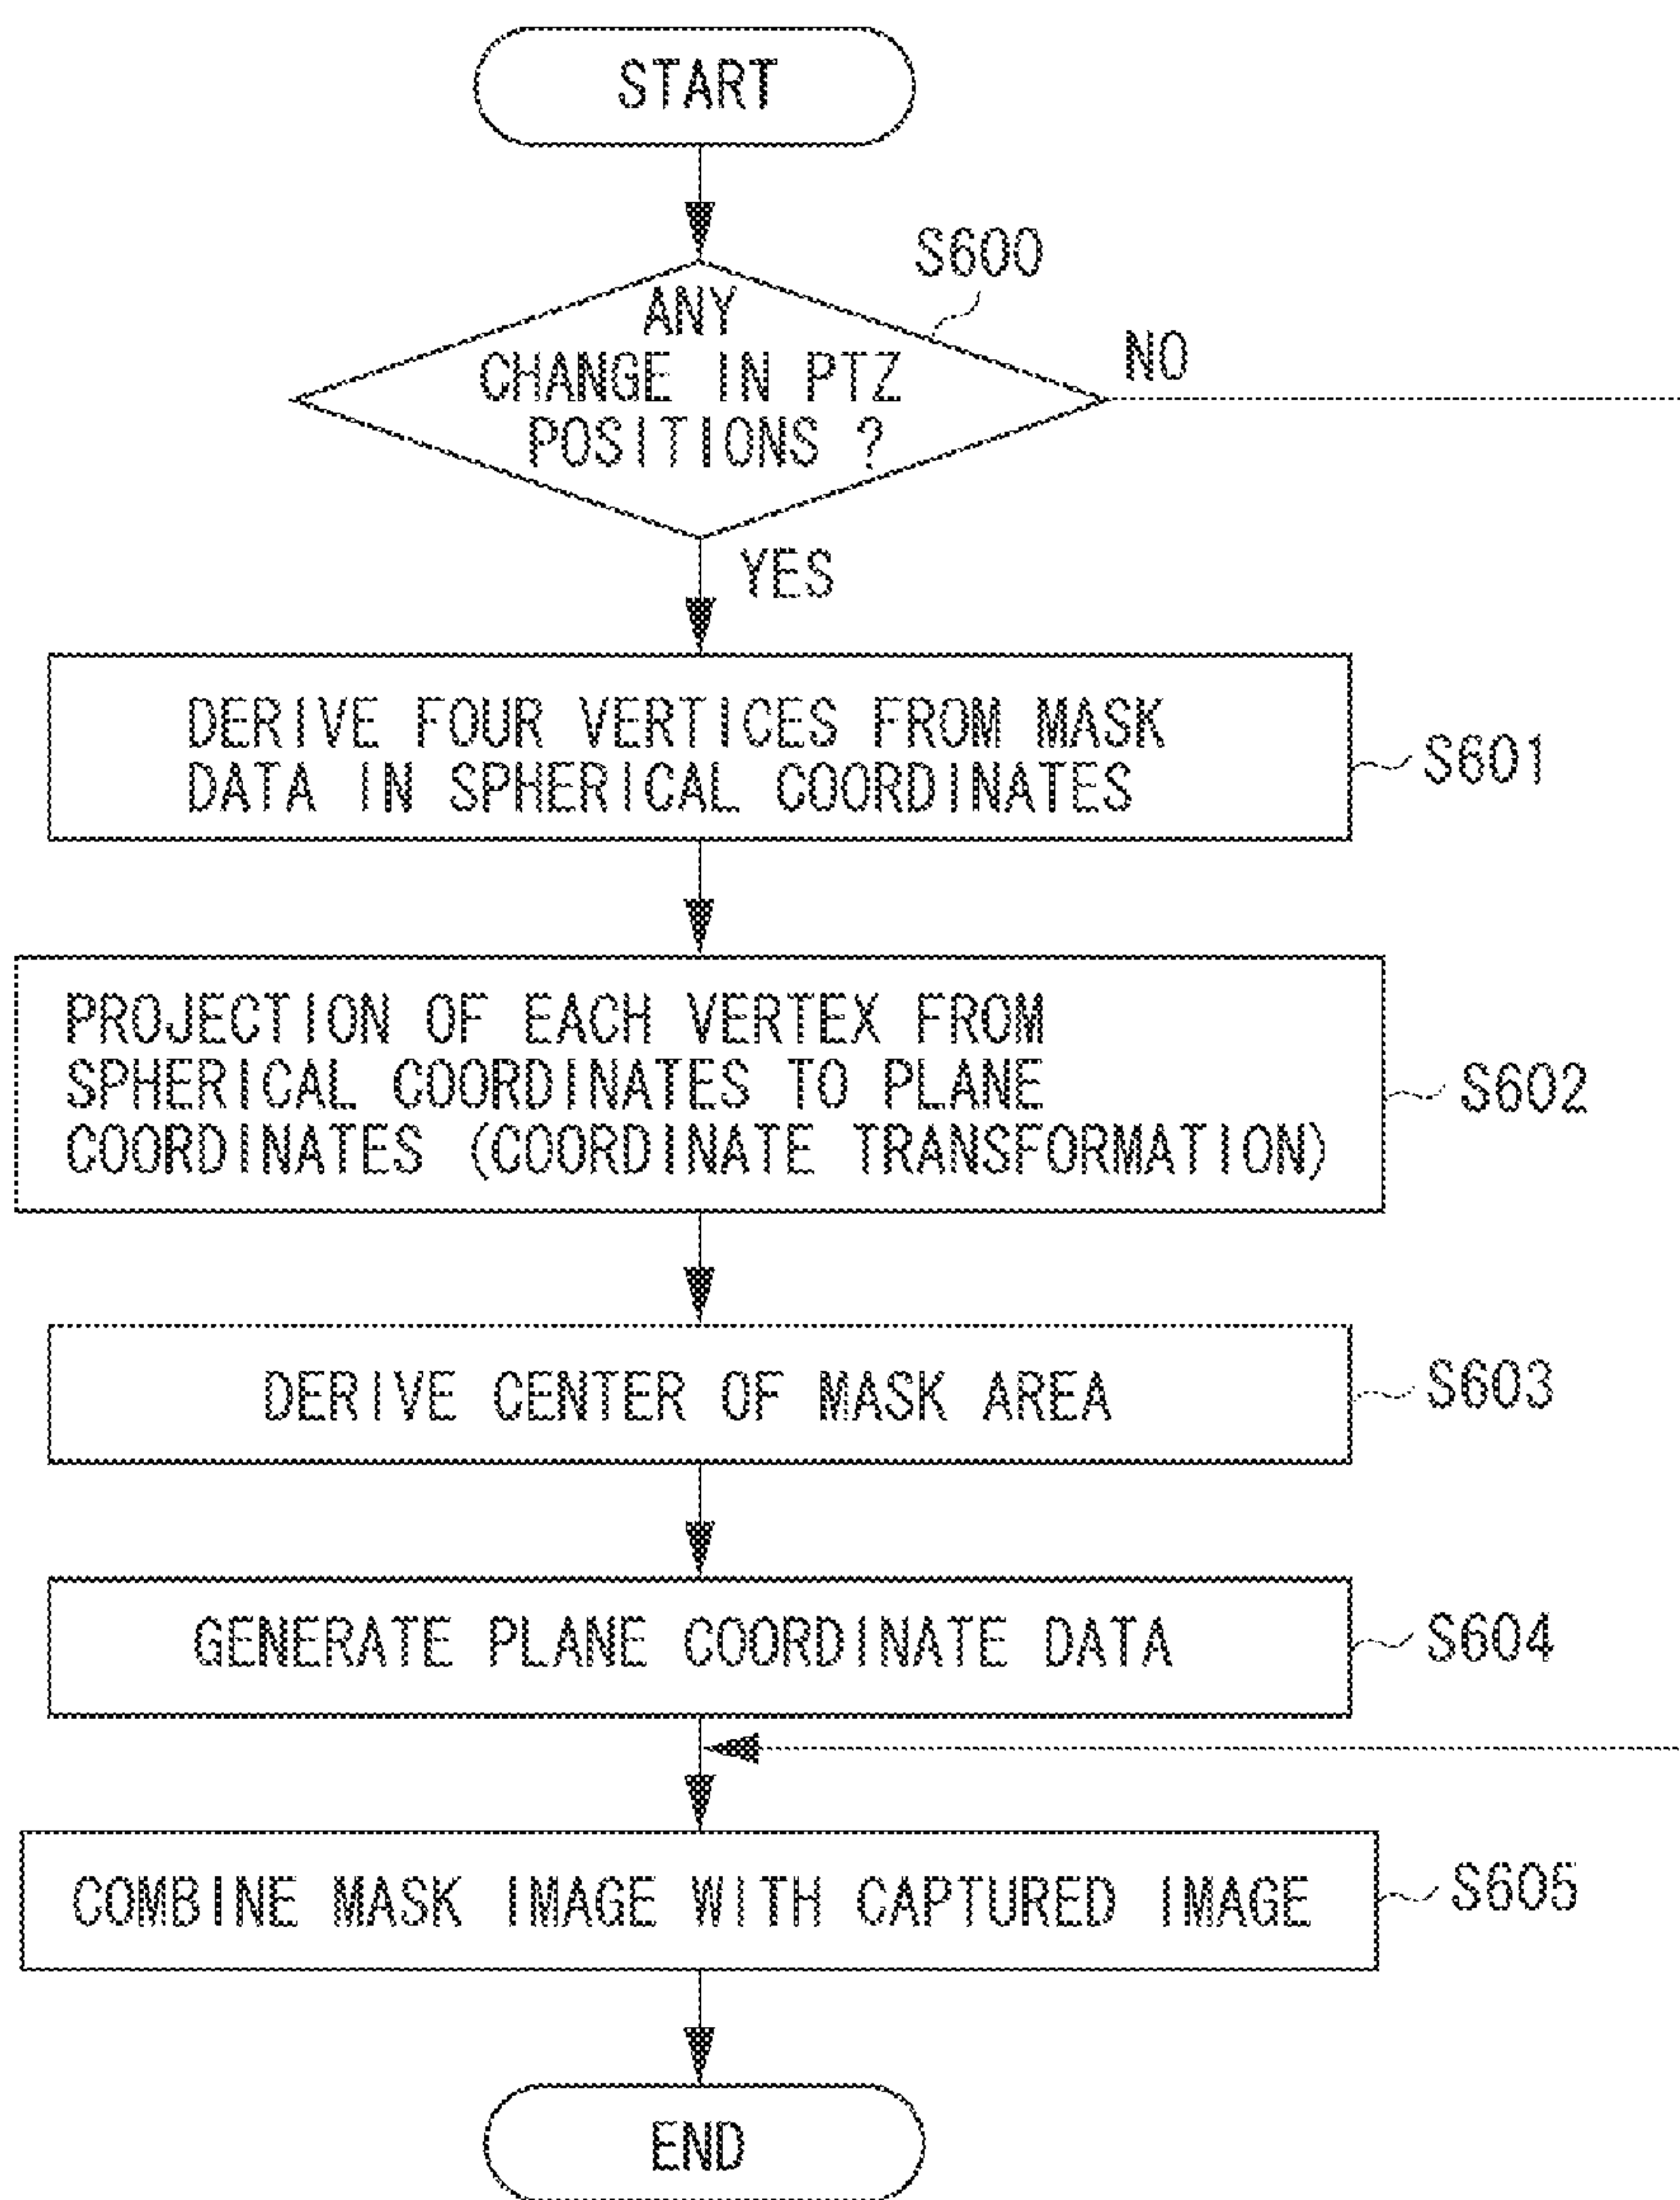 START
S600
ANY
CHANGE IN PTZ
POSITIONS ?
NO
YES
DERIVE FOUR VERTICES FROM MASK
DATA IN SPHERICAL COORDINATES
S601
PROJECTION OF EACH VERTEX FROM
SPHERICAL COORDINATES TO PLANE
COORDINATES (COORDINATE TRANSFORMATION)
S602
DERIVE CENTER OF MASK AREA
S603
GENERATE PLANE COORDINATE DATA
S604
COMBINE MASK IMAGE WITH CAPTURED IMAGE
S605
END